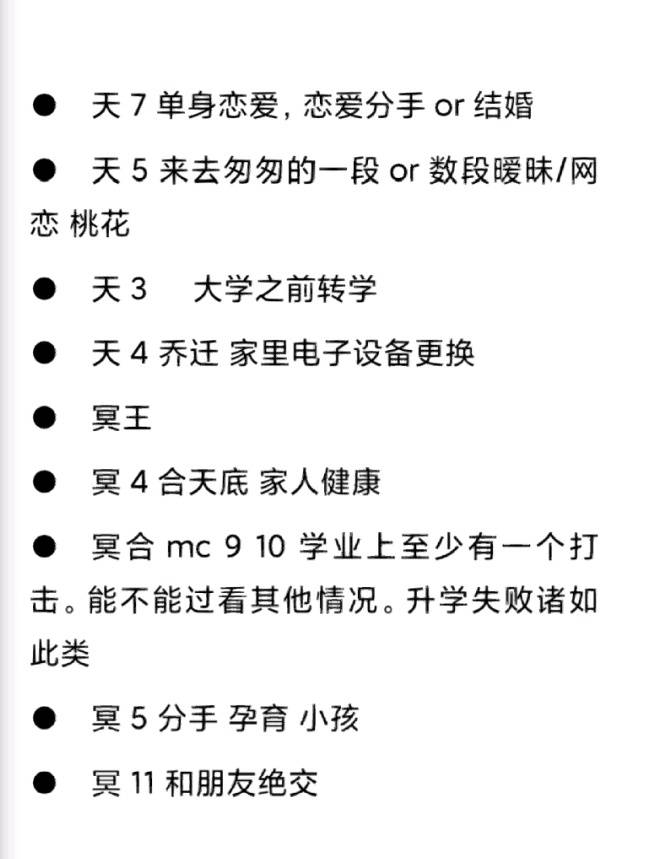 ● 天 7 单身恋爱，恋爱分手 or 结婚
● 天 5 来去匆匆的一段 or 数段暧昧/网
恋 桃花
● 天 3 大学之前转学
● 天 4 乔迁 家里电子设备更换
● 冥王
● 冥 4 合天底 家人健康
● 冥合 mc 9 10 学业上至少有一个打
击。能不能过看其他情况。升学失败诸如
此类
● 冥 5 分手 孕育 小孩
● 冥 11 和朋友绝交